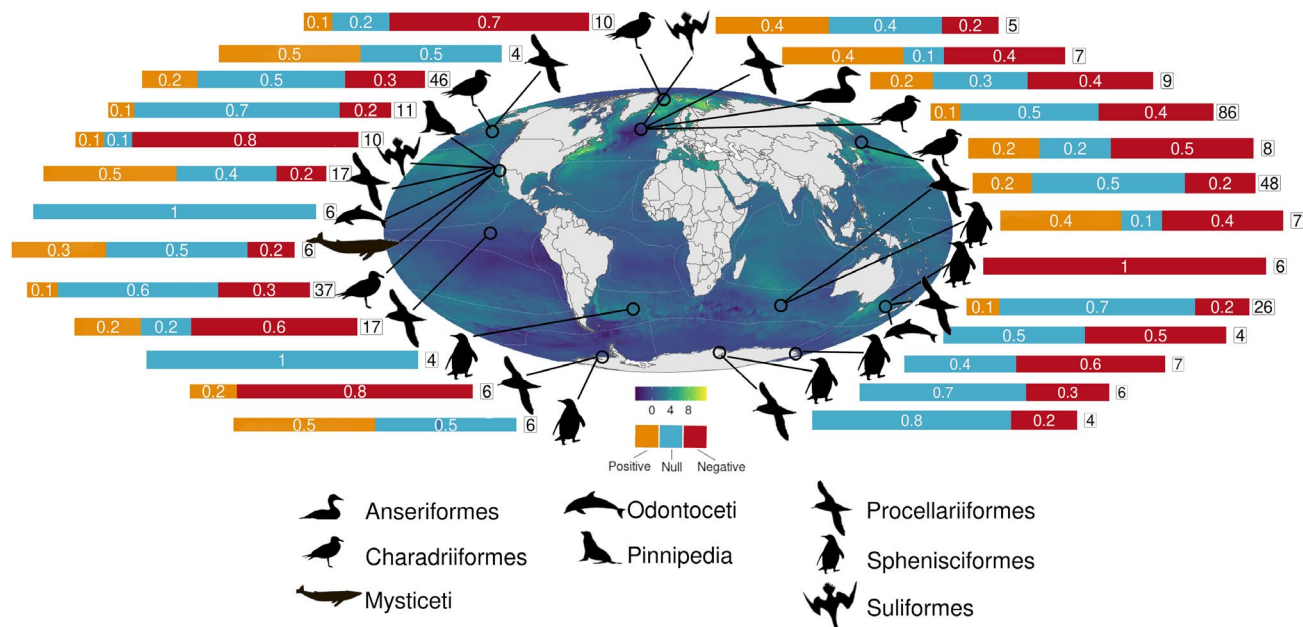 0.1 0.2 0.7 10
0.4 0.4 0.2 5
0.5 0.5 4
0.4 0.1 0.4 7
0.2 0.5 0.3 46
0.2 0.3 0.4 9
0.1 0.7 0.2 11
0.1 0.5 0.4 86
0.1 0.1 0.8 10
0.2 0.2 0.5 8
0.5 0.4 0.2 17
0.2 0.5 0.2 48
1 6
0.4 0.1 0.4 7
0.3 0.5 0.2 6
1 6
0.1 0.6 0.3 37
0.1 0.7 0.2 26
0.2 0.2 0.6 17
0.5 0.5 4
1 4
0.4 0.6 7
0.2 0.8 6
0.7 0.3 6
0.5 0.5 6
0.8 0.2 4
0 4 8
Positive Null Negative
Anseriformes
Odontoceti
Procellariiformes
Charadriiformes
Pinnipedia
Sphenisciformes
Mysticeti
Suliformes